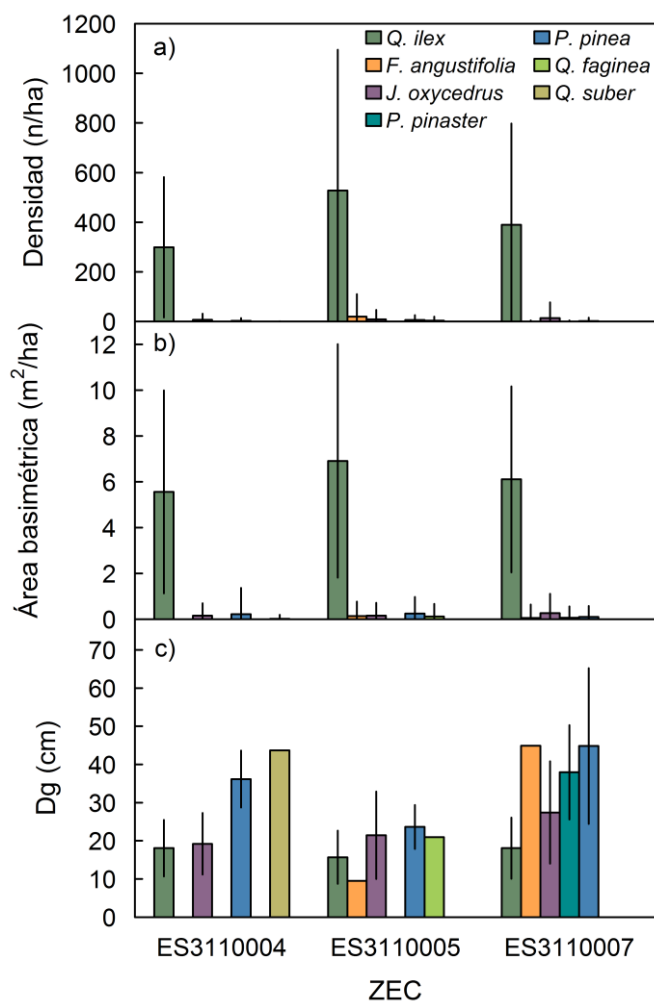 a)
Q. ilex
P. pinea
F. angustifolia
Q. faginea
J. oxycedrus
Q. suber
P. pinaster
Densidad (n/ha)
1200
1000
800
600
400
200
0
b)
Área basimétrica (m²/ha)
12
10
8
6
4
2
0
c)
Dg (cm)
70
60
50
40
30
20
10
0
ES3110004 ES3110005 ES3110007
ZEC